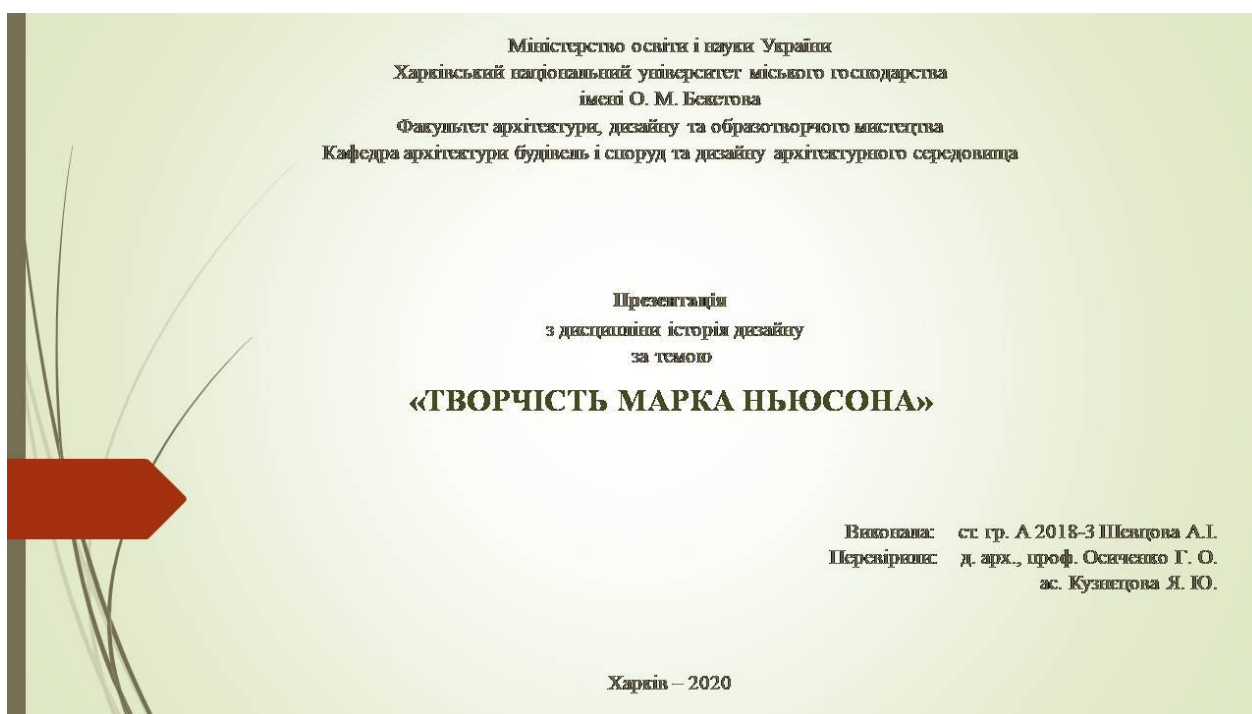 Міністерство освіти і науки України
Харківський національний університет міського господарства
імені О. М. Бекетова
Факультет архітектури, дизайну та образотворчого мистецтва
Кафедра архітектури будівель і споруд та дизайну архітектурного середовища
Презентація
з дисципліни історія дизайну
за темою
«ТВОРЧІСТЬ МАРКА НЬЮСОНА»
Виконала: ст. гр. А 2018-3 Шевцова А.І.
Перевірили: д. арх., проф. Осиченко Г. О.
ас. Кузнецова Я. Ю.
Харків – 2020